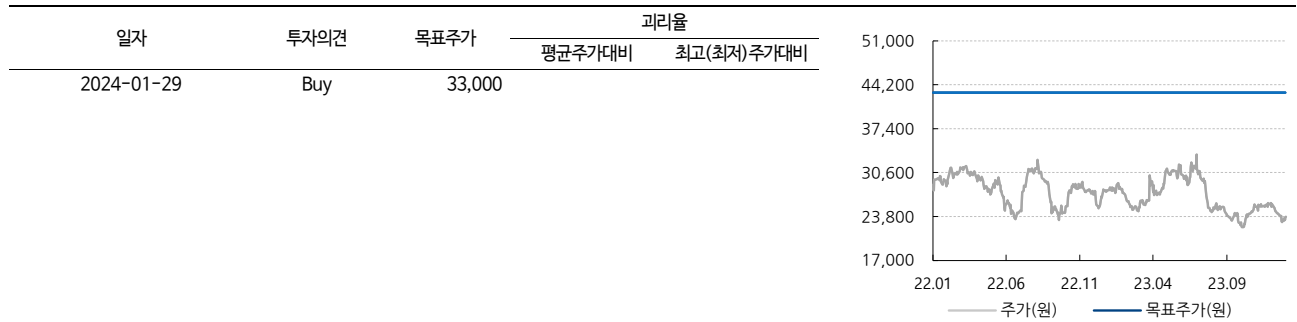 일자 투자의견 목표주가 괴리율
평균주가대비 최고(최저)주가대비
2024-01-29 Buy 33,000
51,000
44,200
37,400
30,600
23,800
17,000
22.01 22.06 22.11 23.04 23.09
주가(원) 목표주가(원)